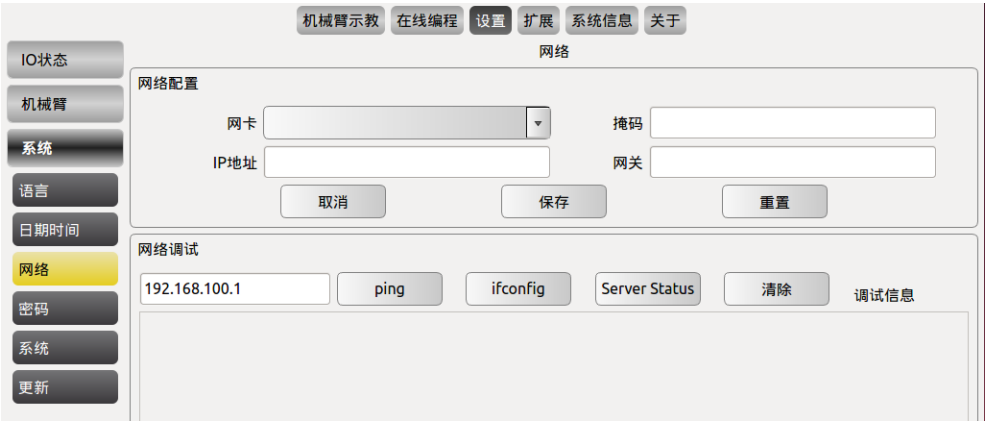 机械臂示教 在线编程 设置 扩展 系统信息 关于
网络
IO状态
机械臂
系统
语言
日期时间
网络
密码
系统
更新
网络配置
网卡 掩码
IP地址 网关
取消 保存 重置
网络调试
192.168.100.1 ping ifconfig Server Status 清除 调试信息